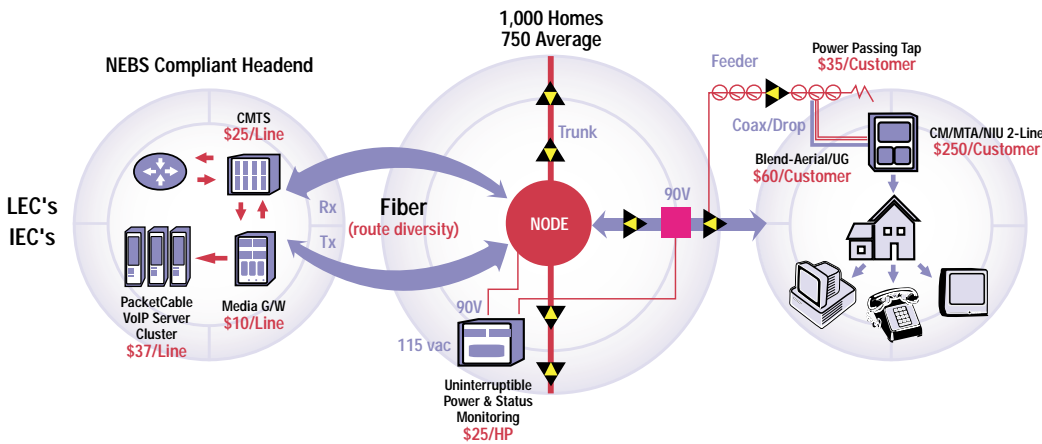 1,000 Homes
750 Average
NEBS Compliant Headend
CMTS
$25/Line
LEC's
IEC's
PacketCable
VoIP Server
Cluster
$37/Line
Media G/W
$10/Line
Rx
Tx
Fiber
(route diversity)
Trunk
NODE
90V
115 vac
Uninterruptible
Power & Status
Monitoring
$25/HP
90V
Feeder
Power Passing Tap
$35/Customer
Coax/Drop
Blend-Aerial/UG
$60/Customer
CM/MTA/NIU 2-Line
$250/Customer